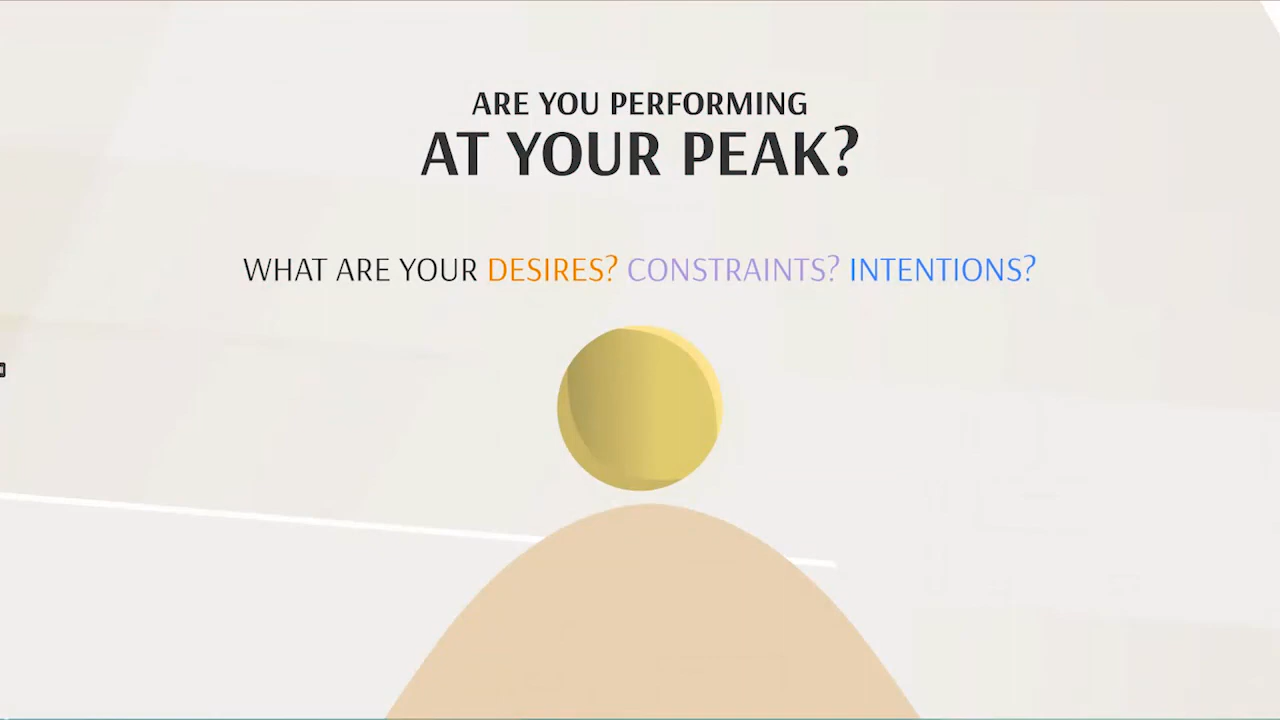 ARE YOU PERFORMING
AT YOUR PEAK?
WHAT ARE YOUR DESIRES? CONSTRAINTS? INTENTIONS?